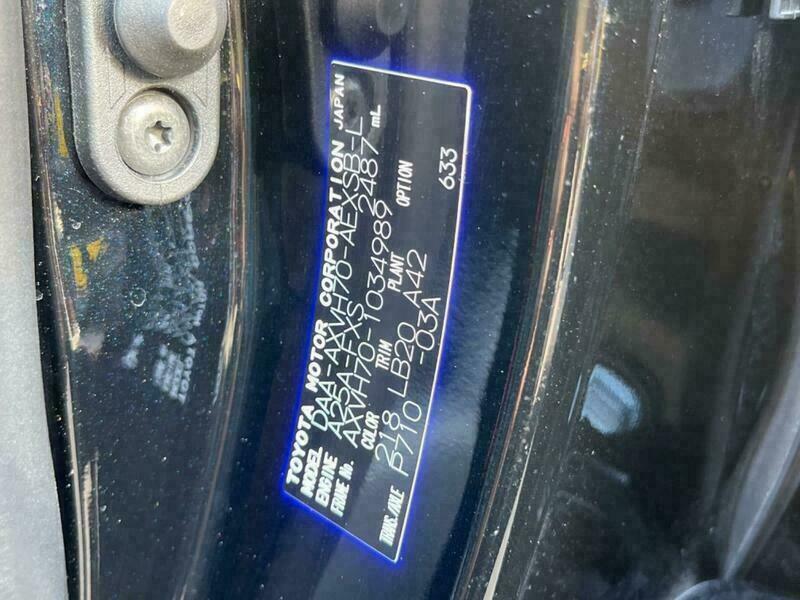 TOYOTA MOTOR CORPORATION JAPAN
MODEL DAA-AXVH70-AEXSB-L
ENGINE A25A-FXS 2487 mL
FRAME No. AXVH70-1034989
COLOR TRIM PLANT OPTION
218 LB20 A42 633
TRANS./AXLE P710 -03A